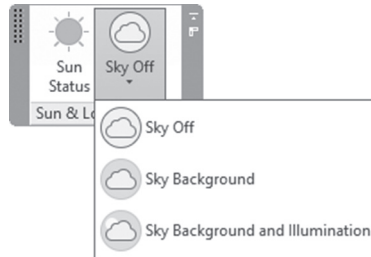 Sun
Status
Sky Off
Sun & Lo
Sky Off
Sky Background
Sky Background and Illumination